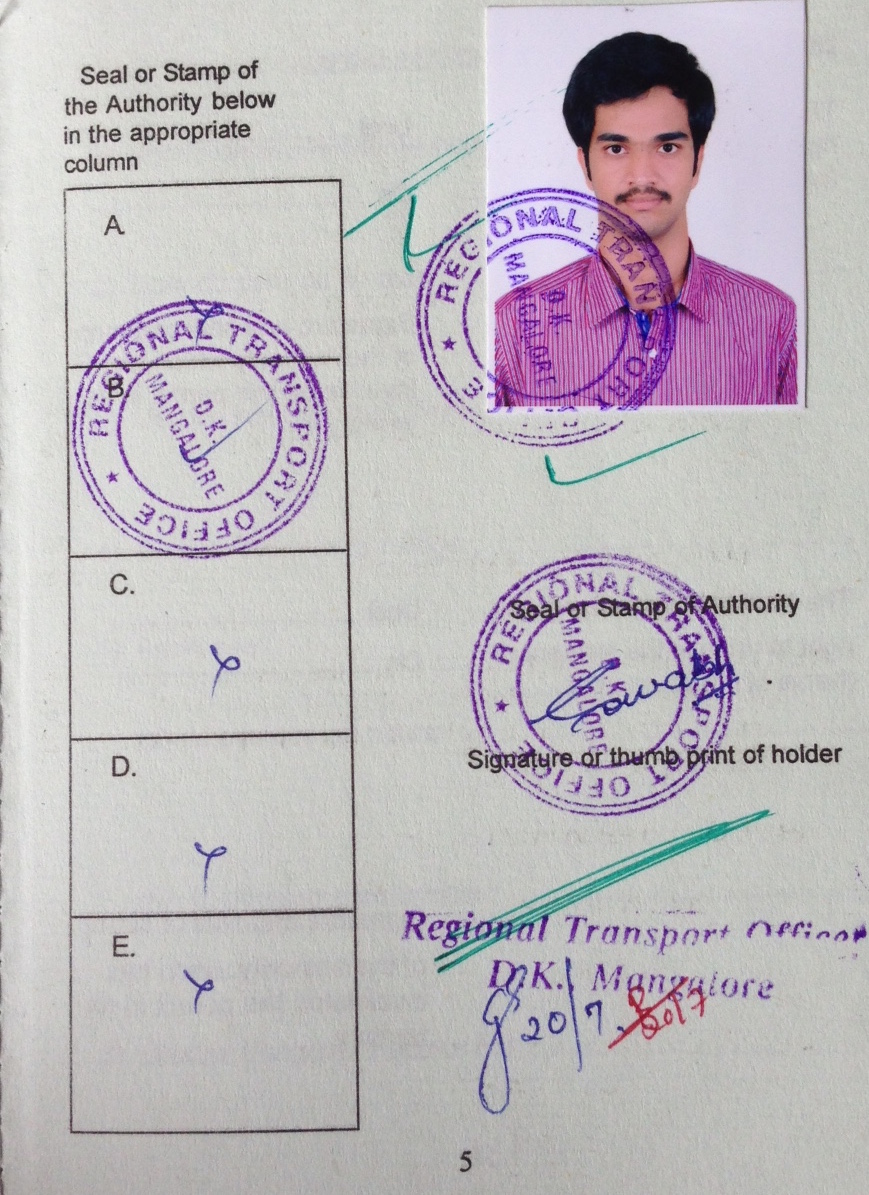 Seal or Stamp of
the Authority below
in the appropriate
column
A.
B.
REGIONAL TRANSPORT OFFICE
D.K.
MANGALORE
C.
D.
E.
REGIONAL TRANSPORT OFFICE
D.K.
MANGALORE
Seal or Stamp of Authority
REGIONAL TRANSPORT OFFICE
D.K.
MANGALORE
Signature or thumb print of holder
Regional Transport Officer
D.K., Mangalore
20/7
20/7
5